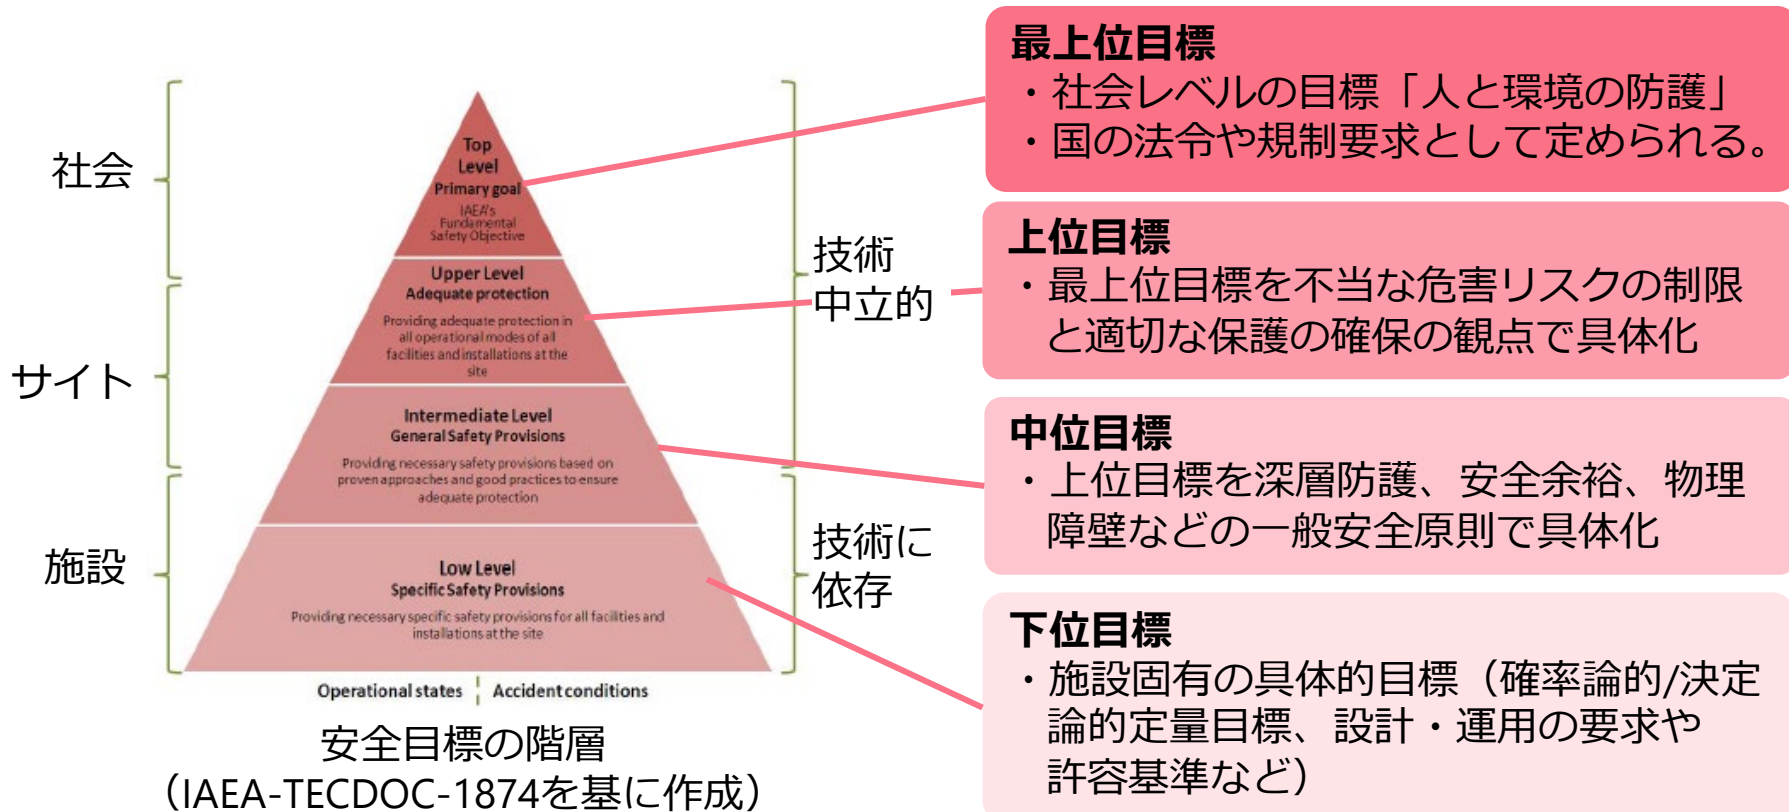 社会
サイト
施設
Top
Level
Primary goal
IAEA's
Fundamental
Safety Objective
Upper Level
Adequate protection
Providing adequate protection in
all operational modes of all
facilities and installations at the
site
Intermediate Level
General Safety Provisions
Providing necessary safety provisions based on
proven approaches and good practices to ensure
adequate protection
Low Level
Specific Safety Provisions
Providing necessary specific safety provisions for all facilities and
installations at the site
Operational states
Accident conditions
安全目標の階層
（IAEA-TECDOC-1874を基に作成）
技術
中立的
技術に
依存
最上位目標
・社会レベルの目標「人と環境の防護」
・国の法令や規制要求として定められる。
上位目標
・最上位目標を不当な危害リスクの制限
と適切な保護の確保の観点で具体化
中位目標
・上位目標を深層防護、安全余裕、物理
障壁などの一般安全原則で具体化
下位目標
・施設固有の具体的目標（確率論的/決定
論的定量目標、設計・運用の要求や
許容基準など）